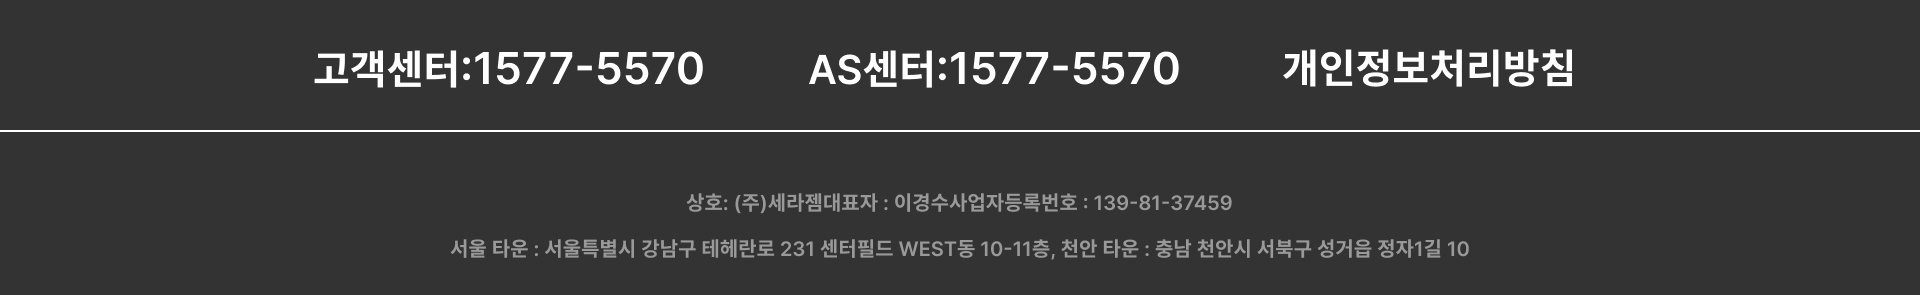 고객센터:1577-5570 AS센터:1577-5570 개인정보처리방침
상호: (주)세라젬대표자 : 이경수사업자등록번호 : 139-81-37459
서울 타운 : 서울특별시 강남구 테헤란로 231 센터필드 WEST동 10-11층, 천안 타운 : 충남 천안시 서북구 성거읍 정자1길 10